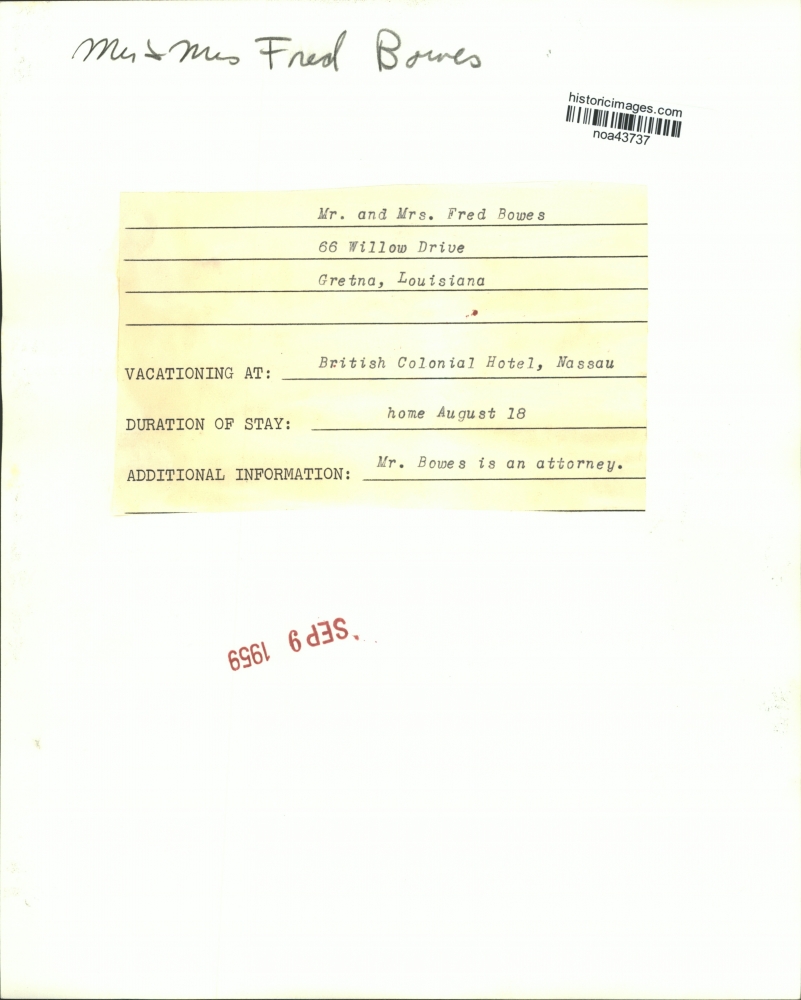 Mr & Mrs Fred Bowes
historicimages.com
noa43737
Mr. and Mrs. Fred Bowes
66 Willow Drive
Gretna, Louisiana
VACATIONING AT: British Colonial Hotel, Nassau
DURATION OF STAY: home August 18
ADDITIONAL INFORMATION: Mr. Bowes is an attorney.
SEP 9 1959